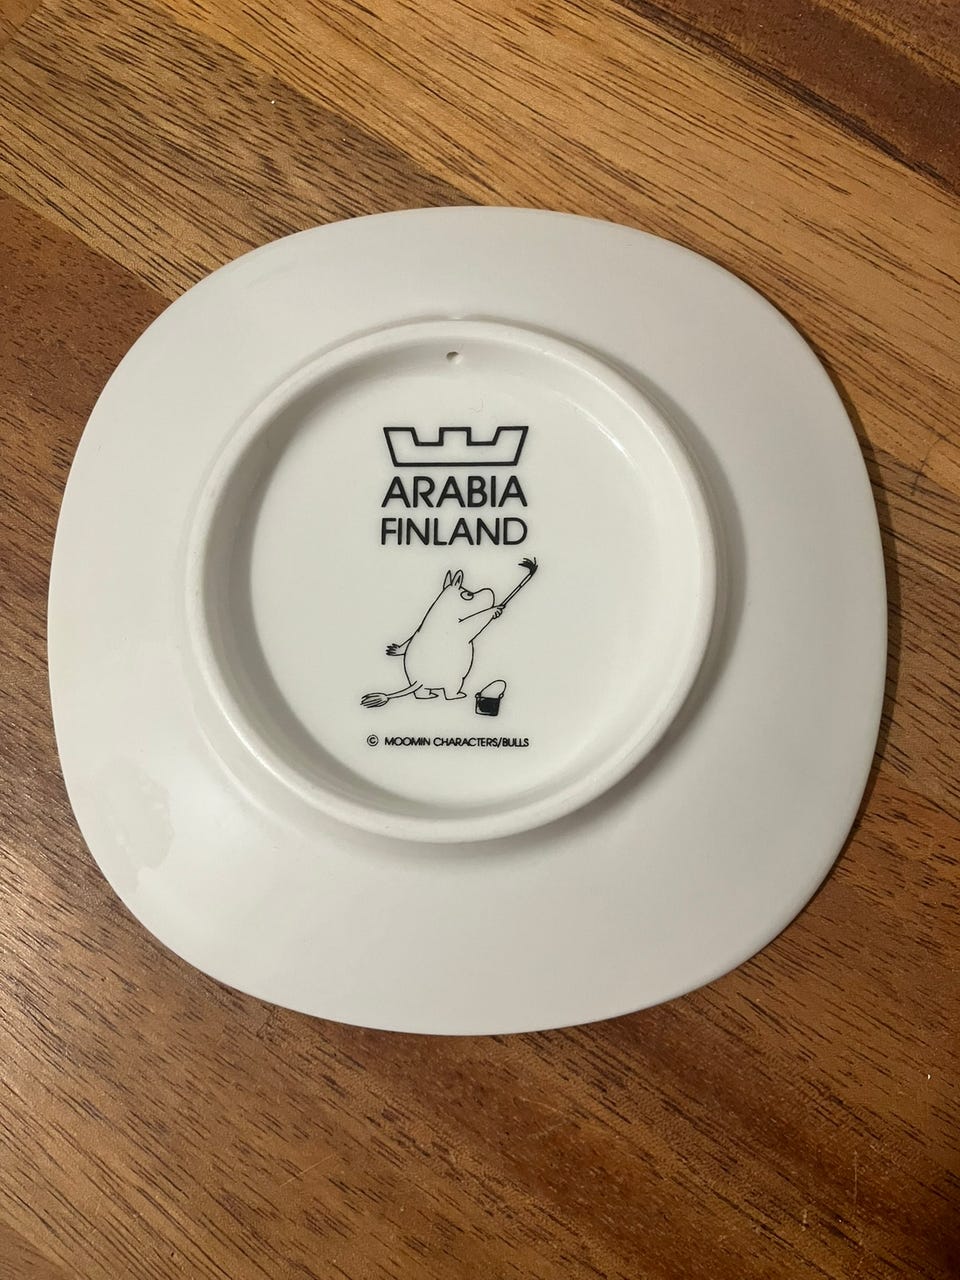 ARABIA
FINLAND
© MOOMIN CHARACTERS/BULLS